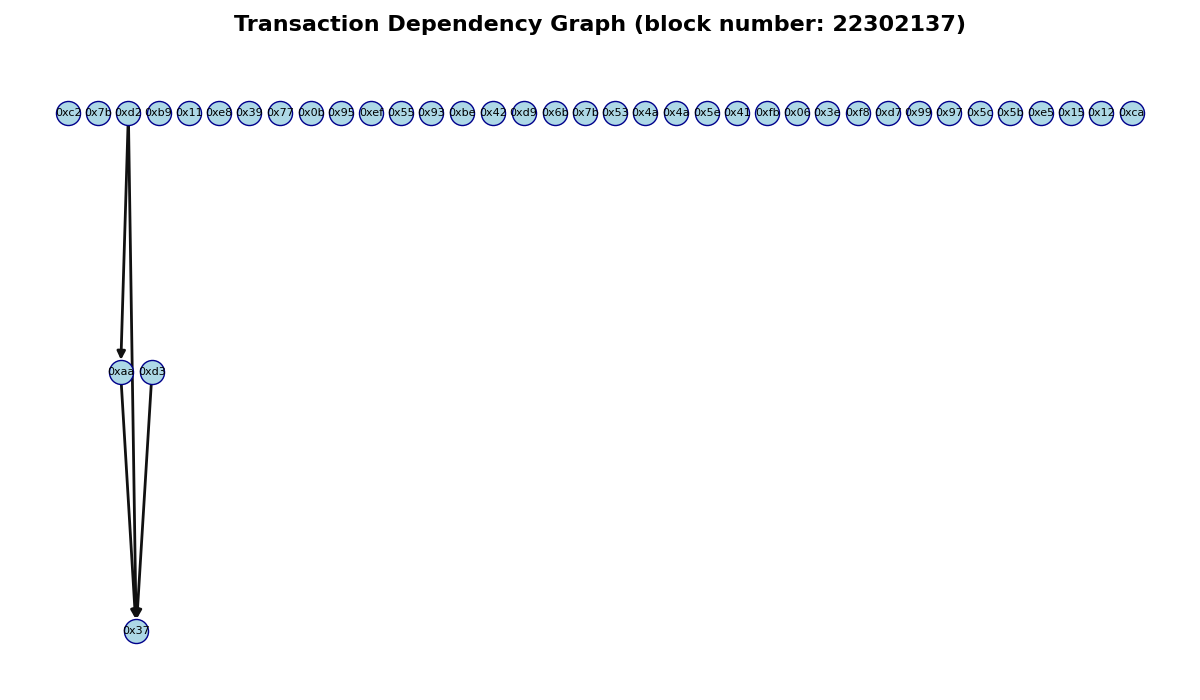 Transaction Dependency Graph (block number: 22302137)
0xc2 0x7b 0xd2 0xb9 0x11 0xe8 0x39 0x77 0x0b 0x95 0xef 0x55 0x93 0xbe 0x42 0xd9 0x6b 0x7b 0x53 0x4a 0x4a 0x5e 0x41 0xfb 0x06 0x3e 0xf8 0xd7 0x99 0x97 0x5c 0x5b 0xe5 0x15 0x12 0xca
0xaa 0xd3
0x37